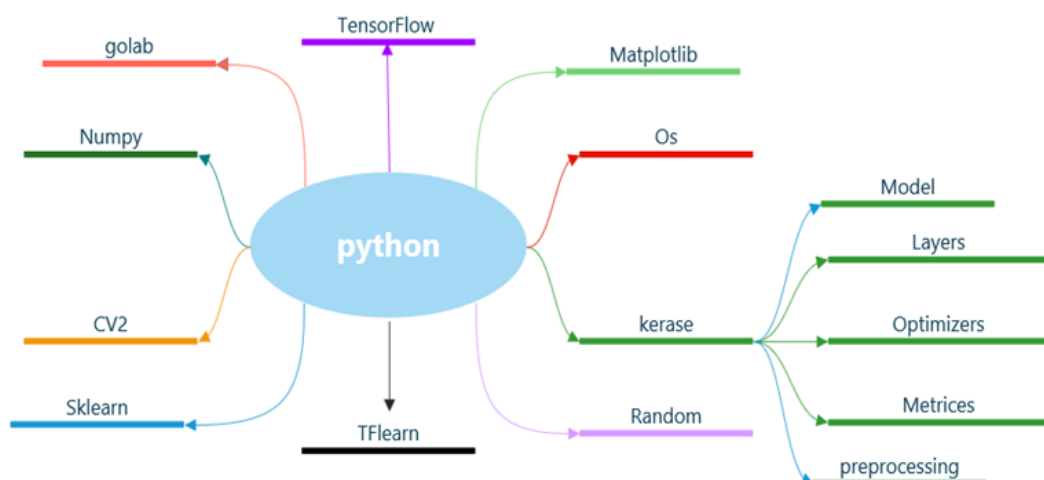 TensorFlow
golab
Matplotlib
Numpy
Os
Model
python
Layers
CV2
kerase
Optimizers
Sklearn
TFlearn
Random
Metrices
preprocessing